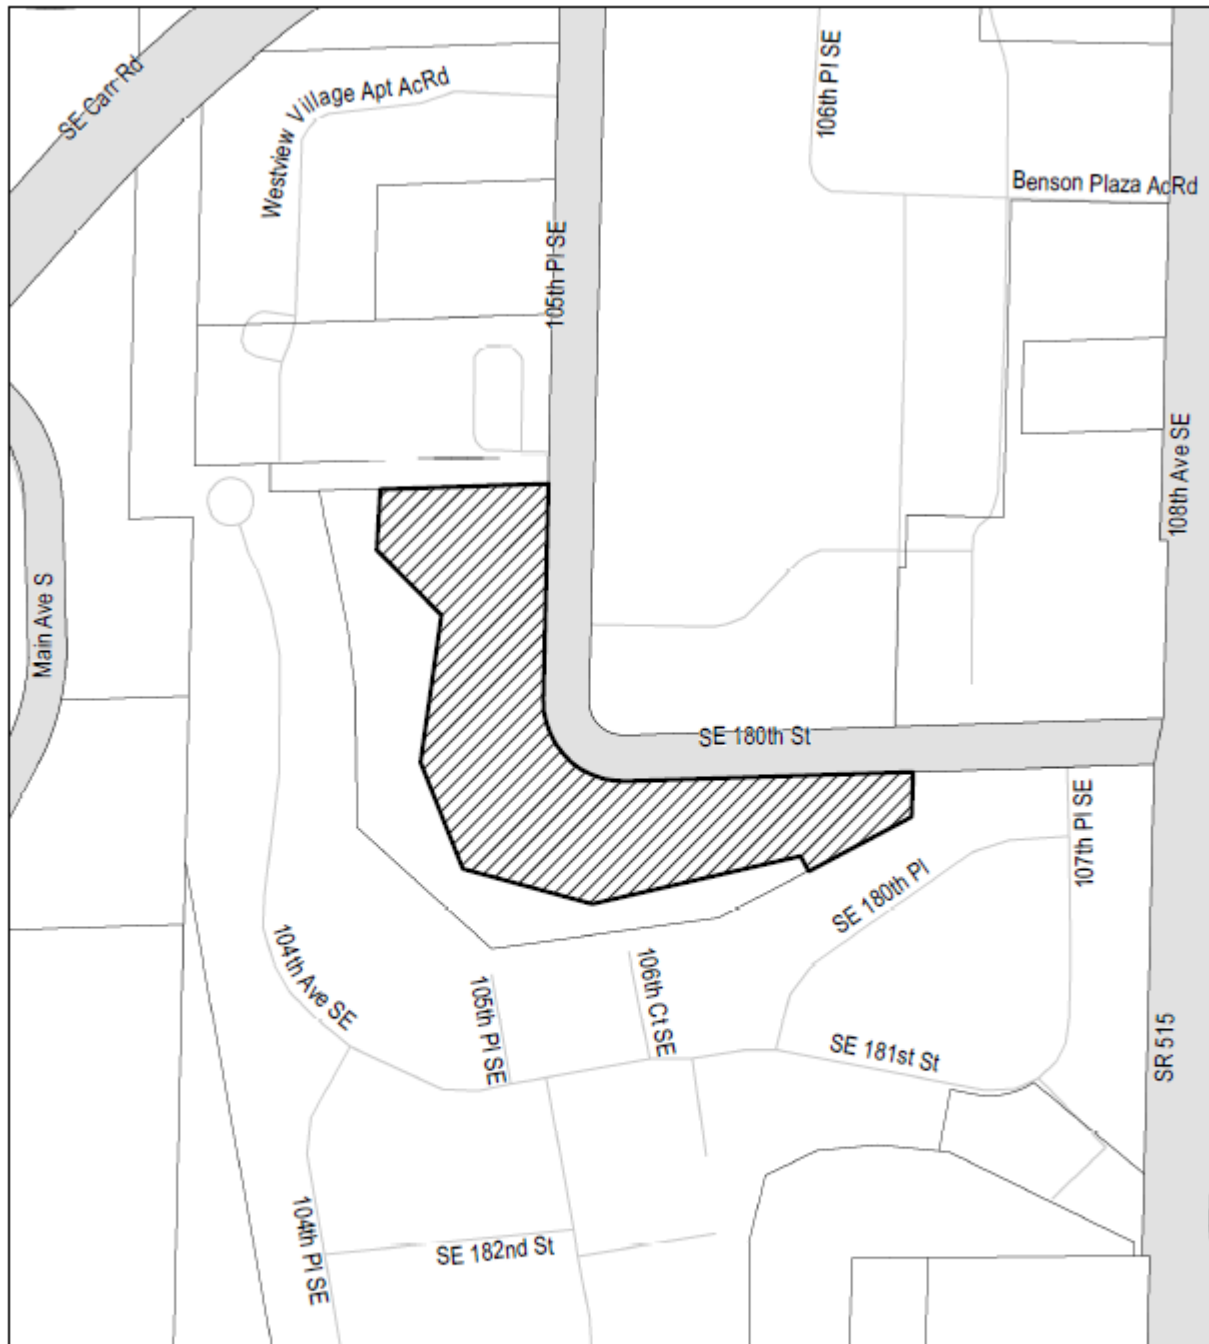 SE Carr Rd
Westview Village Apt AcRd
106th Pl SE
Benson Plaza AcRd
105th Pl SE
108th Ave SE
Main Ave S
SE 180th St
107th Pl SE
SE 180th Pl
104th Ave SE
105th Pl SE
106th Ct SE
SE 181st St
SR 515
104th Pl SE
SE 182nd St